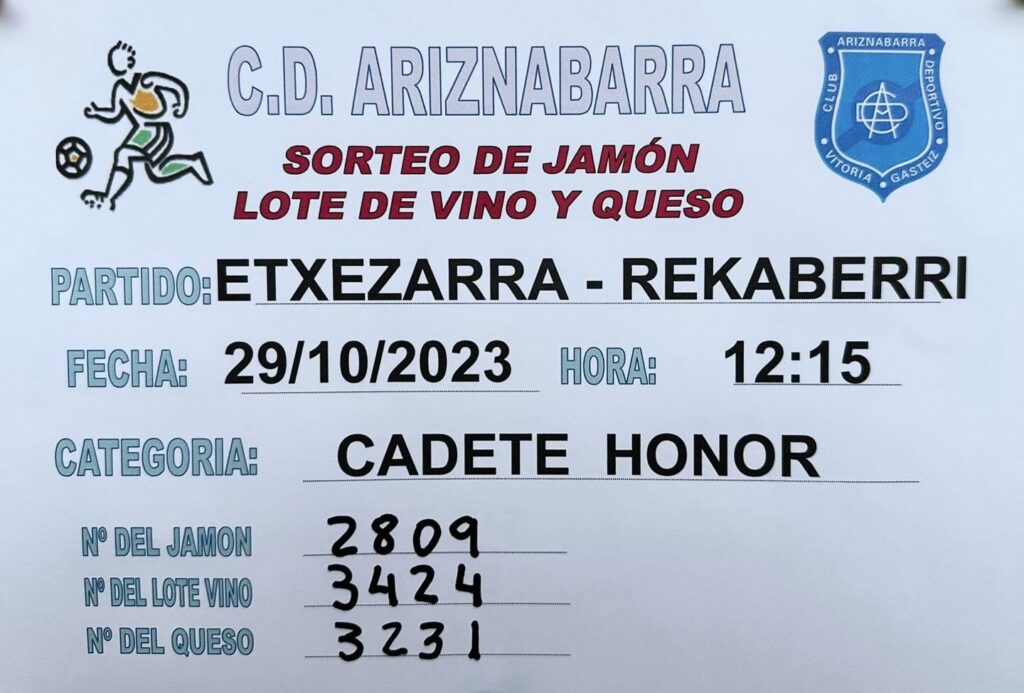 C.D. ARIZNABARRA
ARIZNABARRA
CLUB
DEPORTIVO
VITORIA
GASTEIZ
SORTEO DE JAMÓN
LOTE DE VINO Y QUESO
PARTIDO: ETXEZARRA - REKABERRI
FECHA: 29/10/2023 HORA: 12:15
CATEGORIA: CADETE HONOR
Nº DEL JAMON 2809
Nº DEL LOTE VINO 3424
Nº DEL QUESO 3231